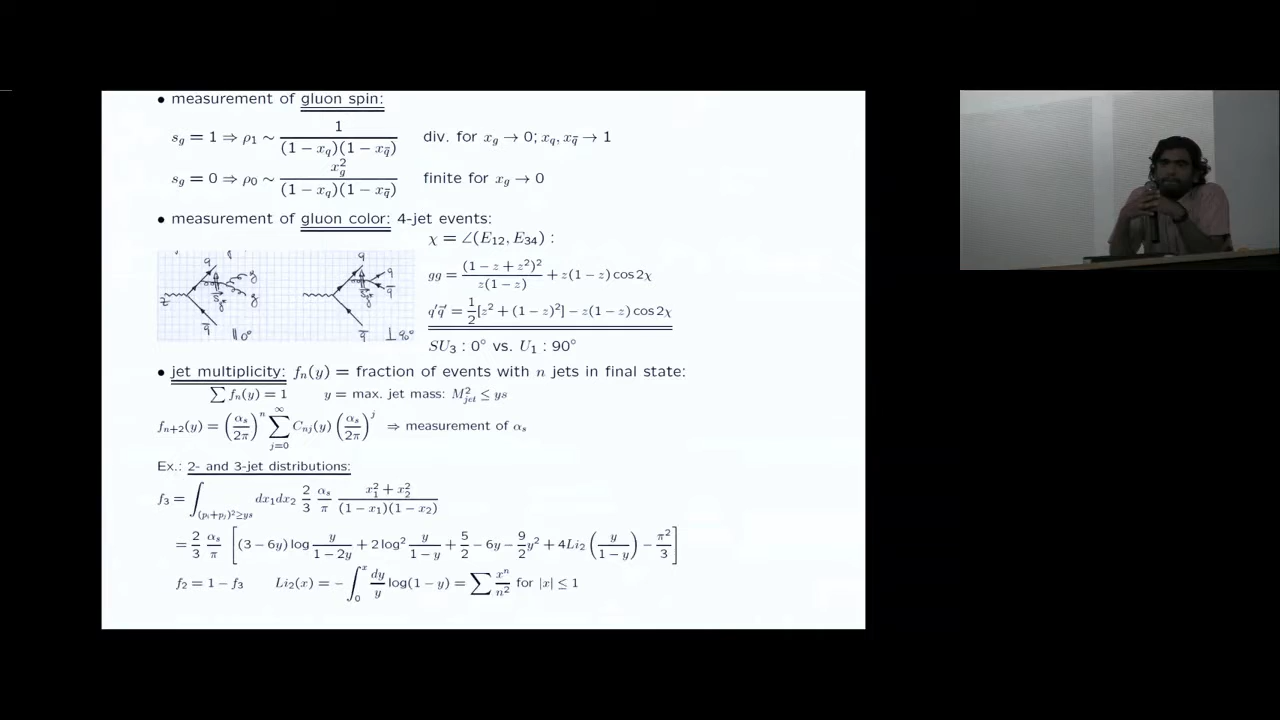 • measurement of gluon spin:
s_g = 1 ⇒ ρ_1 ∼ 1 / ((1 − x_q)(1 − x_q̄)) div. for x_g → 0; x_q, x_q̄ → 1
s_g = 0 ⇒ ρ_0 ∼ x_g^2 / ((1 − x_q)(1 − x_q̄)) finite for x_g → 0
• measurement of gluon color: 4-jet events:
χ = ∠(E_12, E_34) :
gg = (1 − z + z^2)^2 / (z(1 − z)) + z(1 − z) cos 2χ
q′q̄′ = 1/2 [z^2 + (1 − z)^2] − z(1 − z) cos 2χ
SU_3 : 0° vs. U_1 : 90°
Z q g g q̄ ∥ 0°
q q q̄ q̄ ⊥ 90°
• jet multiplicity: f_n(y) = fraction of events with n jets in final state:
∑ f_n(y) = 1 y = max. jet mass: M_jet^2 ≤ ys
f_{n+2}(y) = (α_s / 2π)^n ∑_{j=0}^∞ C_nj(y) (α_s / 2π)^j ⇒ measurement of α_s
Ex.: 2- and 3-jet distributions:
f_3 = ∫_{(p_i+p_j)^2 ≥ ys} dx_1 dx_2 2/3 α_s/π (x_1^2 + x_2^2) / ((1 − x_1)(1 − x_2))
= 2/3 α_s/π [(3 − 6y) log y/(1 − 2y) + 2 log^2 y/(1 − y) + 5/2 − 6y − 9/2 y^2 + 4Li_2 (y/(1 − y)) − π^2/3]
f_2 = 1 − f_3 Li_2(x) = − ∫_0^x dy/y log(1 − y) = ∑ x^n/n^2 for |x| ≤ 1